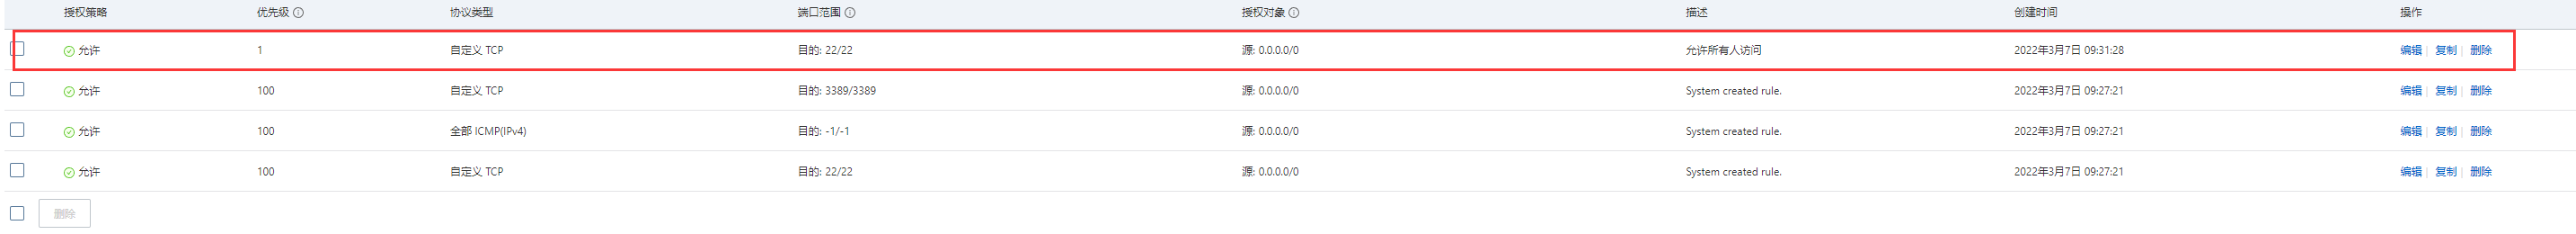 授权策略 优先级 协议类型 端口范围 授权对象 描述 创建时间 操作
允许 1 自定义 TCP 目的: 22/22 源: 0.0.0.0/0 允许所有人访问 2022年3月7日 09:31:28 编辑 复制 删除
允许 100 自定义 TCP 目的: 3389/3389 源: 0.0.0.0/0 System created rule. 2022年3月7日 09:27:21 编辑 复制 删除
允许 100 全部 ICMP(IPv4) 目的: -1/-1 源: 0.0.0.0/0 System created rule. 2022年3月7日 09:27:21 编辑 复制 删除
允许 100 自定义 TCP 目的: 22/22 源: 0.0.0.0/0 System created rule. 2022年3月7日 09:27:21 编辑 复制 删除
删除